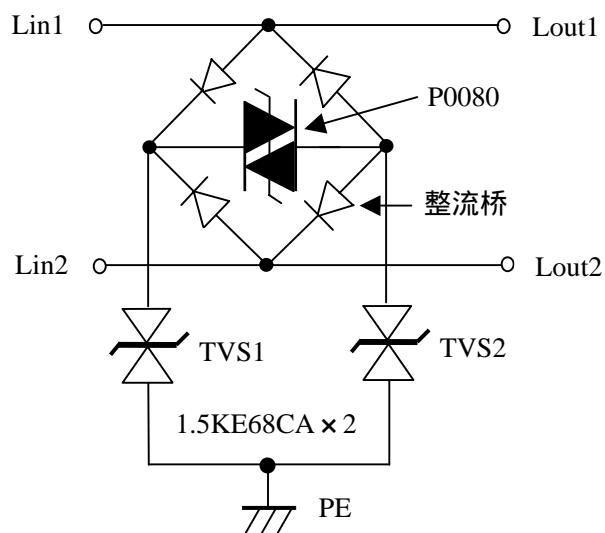 Lin1
Lout1
P0080
整流桥
Lin2
Lout2
TVS1
TVS2
1.5KE68CA×2
PE